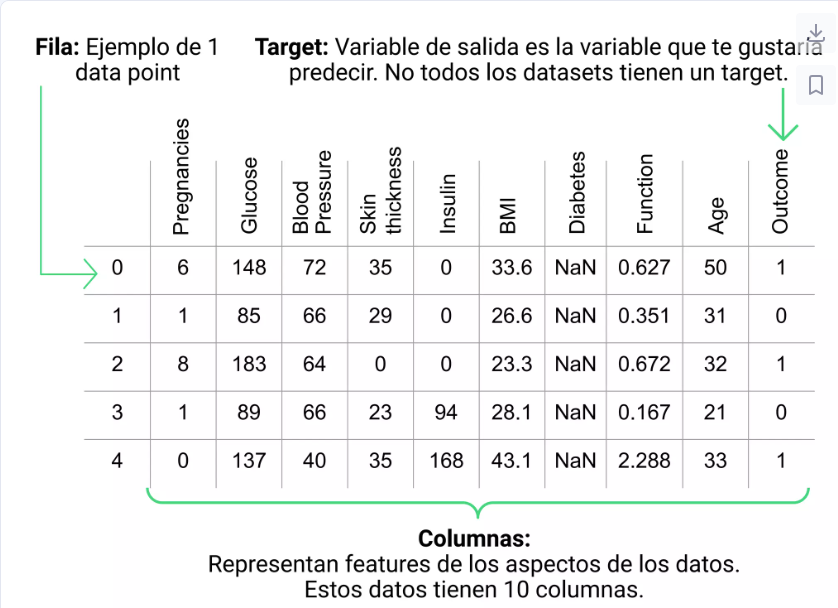 Fila: Ejemplo de 1
data point
Target: Variable de salida es la variable que te gustaría
predecir. No todos los datasets tienen un target.
Pregnancies Glucose Blood Pressure Skin thickness Insulin BMI Diabetes Function Age Outcome
0 6 148 72 35 0 33.6 NaN 0.627 50 1
1 1 85 66 29 0 26.6 NaN 0.351 31 0
2 8 183 64 0 0 23.3 NaN 0.672 32 1
3 1 89 66 23 94 28.1 NaN 0.167 21 0
4 0 137 40 35 168 43.1 NaN 2.288 33 1
Columnas:
Representan features de los aspectos de los datos.
Estos datos tienen 10 columnas.